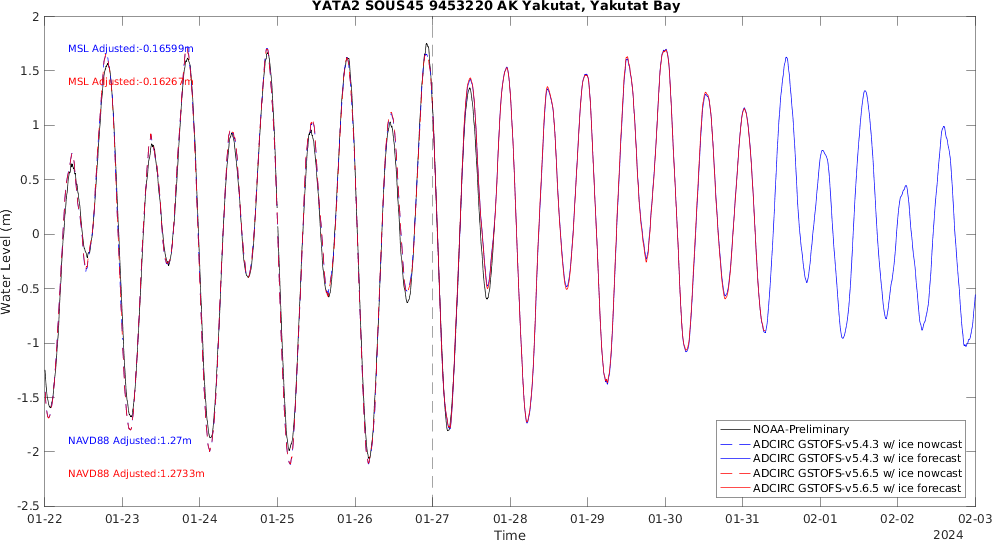 YATA2 SOUS45 9453220 AK Yakutat, Yakutat Bay
MSL Adjusted:-0.16599m
MSL Adjusted:-0.16267m
NAVD88 Adjusted:1.27m
NAVD88 Adjusted:1.2733m
Water Level (m)
2
1.5
1
0.5
0
-0.5
-1
-1.5
-2
-2.5
NOAA-Preliminary
ADCIRC GSTOFS-v5.4.3 w/ ice nowcast
ADCIRC GSTOFS-v5.4.3 w/ ice forecast
ADCIRC GSTOFS-v5.6.5 w/ ice nowcast
ADCIRC GSTOFS-v5.6.5 w/ ice forecast
01-22 01-23 01-24 01-25 01-26 01-27 01-28 01-29 01-30 01-31 02-01 02-02 02-03
Time
2024